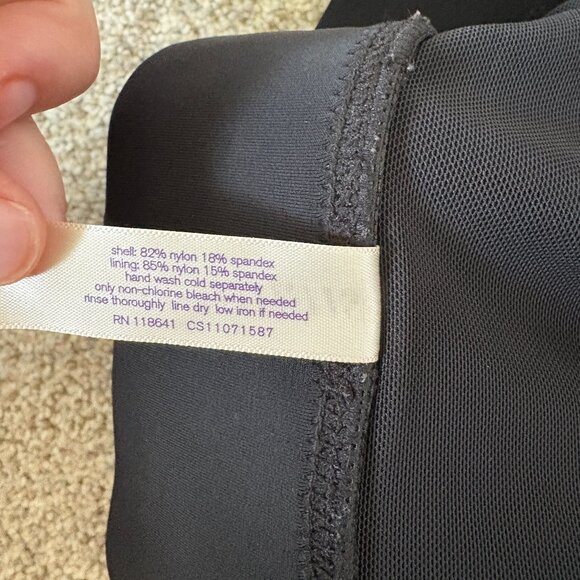 shell: 82% nylon 18% spandex
lining: 85% nylon 15% spandex
hand wash cold separately
only non-chlorine bleach when needed
rinse thoroughly line dry low iron if needed
RN 118641 CS11071587